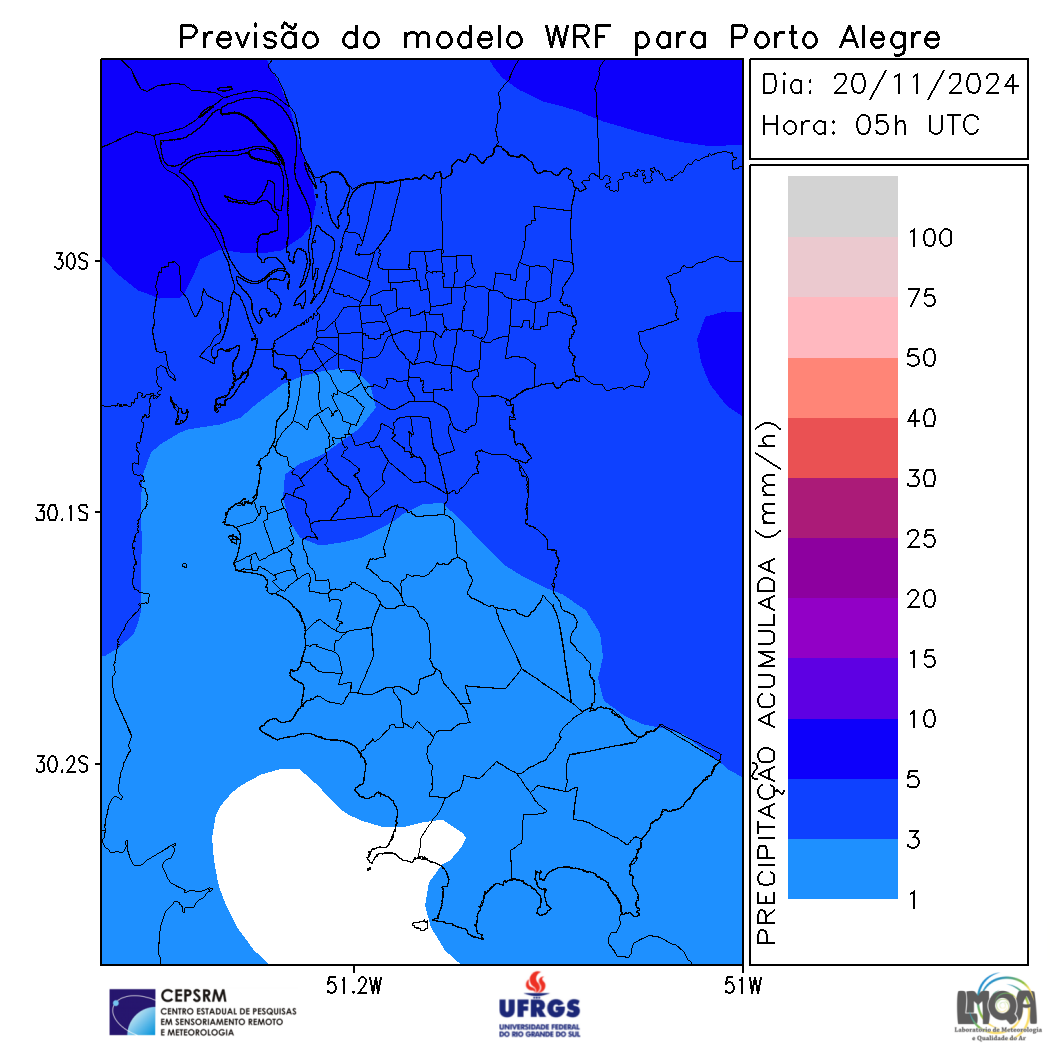 Previsão do modelo WRF para Porto Alegre
Dia: 20/11/2024
Hora: 05h UTC
30S
30.1S
30.2S
51.2W
51W
PRECIPITAÇÃO ACUMULADA (mm/h)
100
75
50
40
30
25
20
15
10
5
3
1
CEPSRM
CENTRO ESTADUAL DE PESQUISAS
EM SENSORIAMENTO REMOTO
E METEOROLOGIA
UFRGS
UNIVERSIDADE FEDERAL
DO RIO GRANDE DO SUL
LMQA
Laboratório de Meteorologia
e Qualidade do Ar